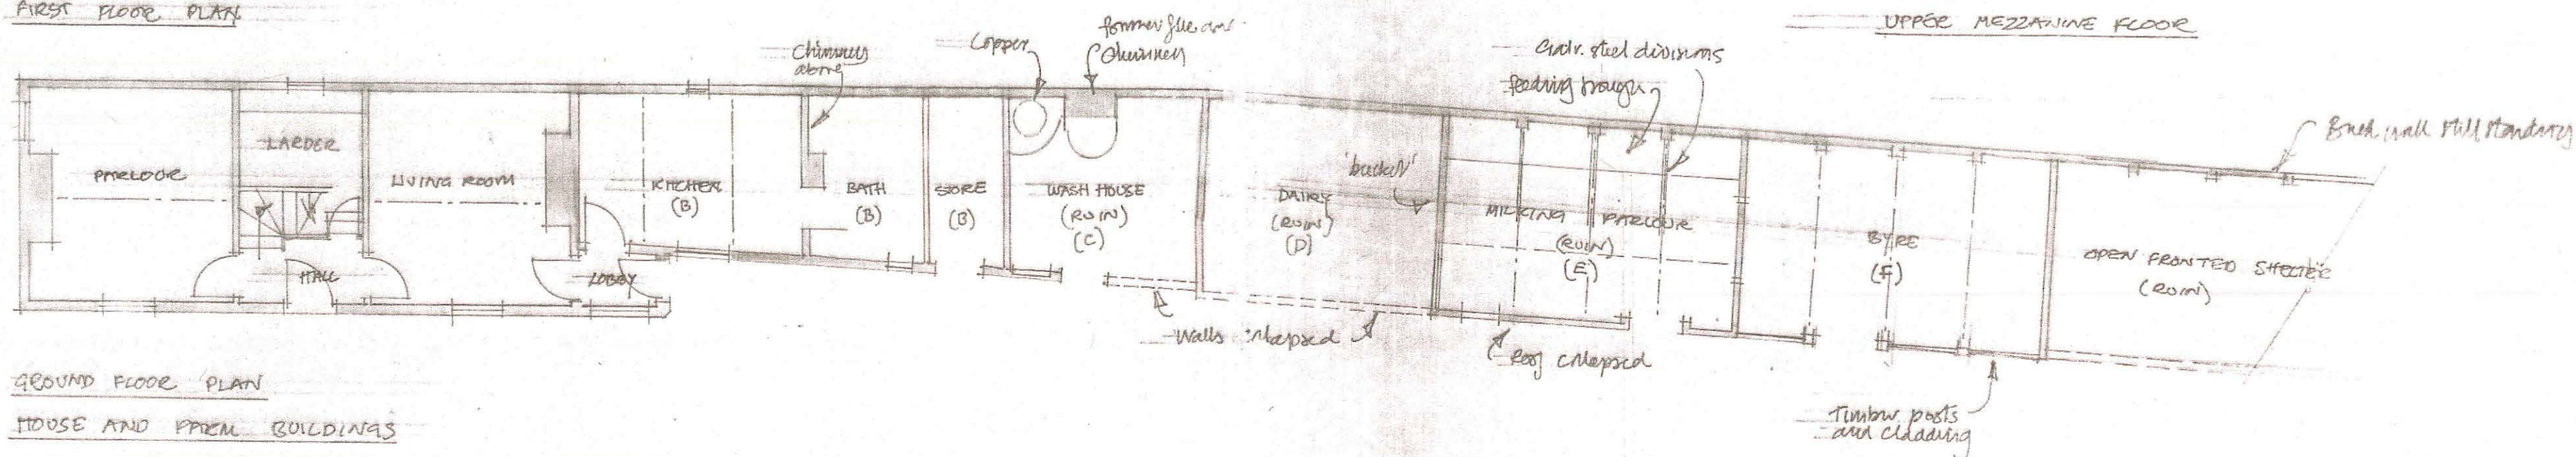 FIRST FLOOR PLAN
UPPER MEZZANINE FLOOR
former flue and
chimney
Copper
Chimney
above
Galv. steel divisions
feeding trough
Brick wall still standing
PARLOUR
LARDER
LIVING ROOM
KITCHEN
(B)
BATH
(B)
STORE
(B)
WASH HOUSE
(RUIN)
(C)
DAIRY
(RUIN)
(D)
'bucket'
MILKING PARLOUR
(RUIN)
(E)
BYRE
(F)
OPEN FRONTED SHELTER
(RUIN)
HALL
LOBBY
Walls collapsed
Roof collapsed
Timber posts
and cladding
GROUND FLOOR PLAN
HOUSE AND FARM BUILDINGS